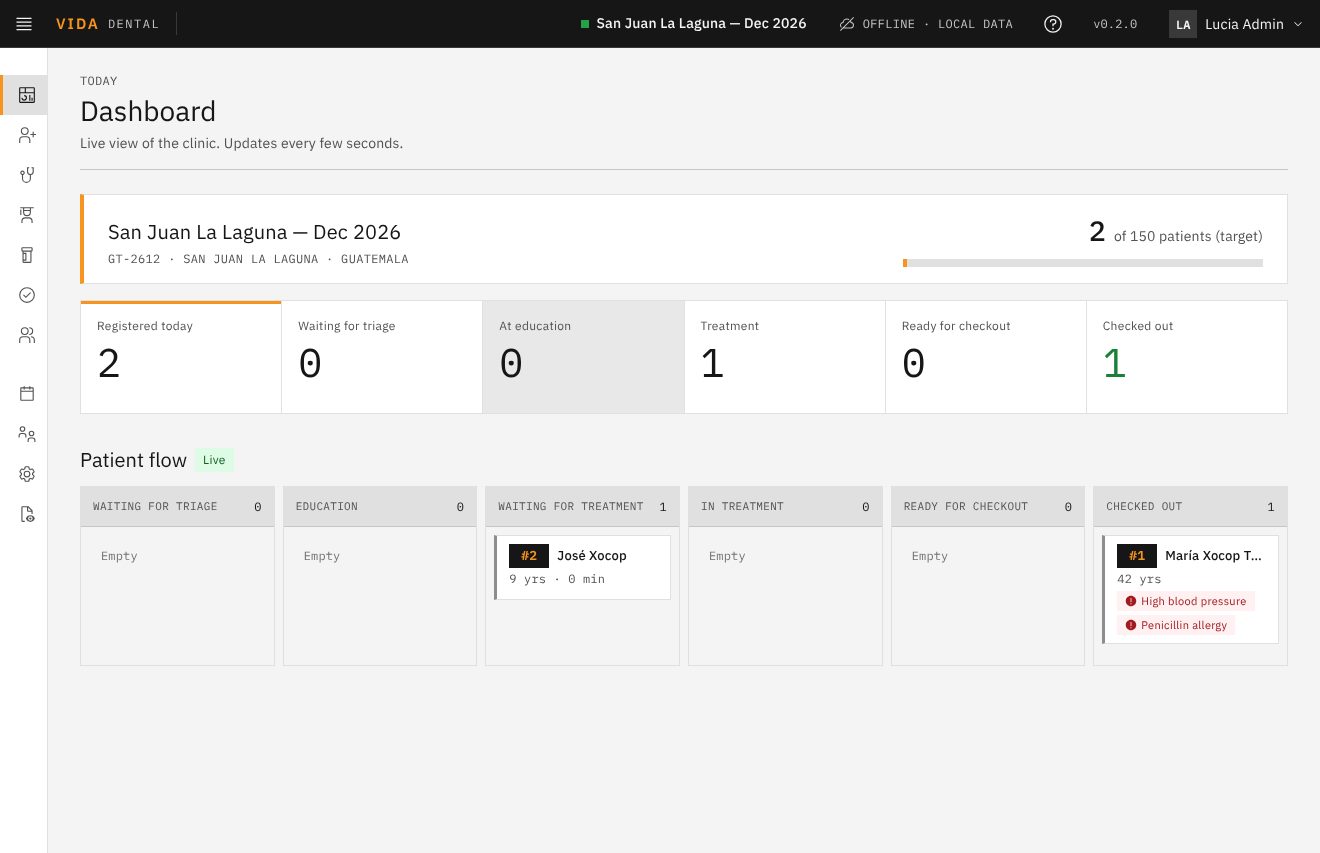 VIDA DENTAL
San Juan La Laguna — Dec 2026
OFFLINE · LOCAL DATA
v0.2.0
LA Lucia Admin
TODAY
Dashboard
Live view of the clinic. Updates every few seconds.
San Juan La Laguna — Dec 2026
GT-2612 · SAN JUAN LA LAGUNA · GUATEMALA
2 of 150 patients (target)
Registered today
2
Waiting for triage
0
At education
0
Treatment
1
Ready for checkout
0
Checked out
1
Patient flow Live
WAITING FOR TRIAGE 0
Empty
EDUCATION 0
Empty
WAITING FOR TREATMENT 1
#2 José Xocop
9 yrs · 0 min
IN TREATMENT 0
Empty
READY FOR CHECKOUT 0
Empty
CHECKED OUT 1
#1 María Xocop T...
42 yrs
High blood pressure
Penicillin allergy